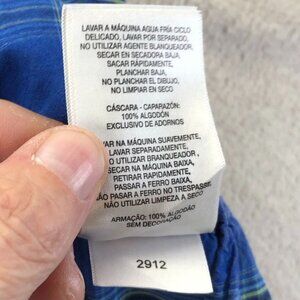 LAVAR A MÁQUINA AGUA FRÍA CICLO
DELICADO, LAVAR POR SEPARADO,
NO UTILIZAR AGENTE BLANQUEADOR,
SECAR EN SECADORA BAJA,
SACAR RÁPIDAMENTE,
PLANCHAR BAJA,
NO PLANCHAR EL DIBUJO,
NO LIMPIAR EN SECO
CÁSCARA - CAPARAZÓN:
100% ALGODÓN
EXCLUSIVO DE ADORNOS
VAR NA MÁQUINA SUAVEMENTE,
LAVAR SEPARADAMENTE,
O UTILIZAR BRANQUEADOR,
SECAR NA MÁQUINA BAIXA,
RETIRAR RAPIDAMENTE,
PASSAR A FERRO BAIXA,
NÃO PASSAR A FERRO NO TRESPASSE,
NÃO UTILIZAR LIMPEZA A SECO
ARMAÇÃO: 100% ALGODÃO
SEM DECORAÇÃO
2912